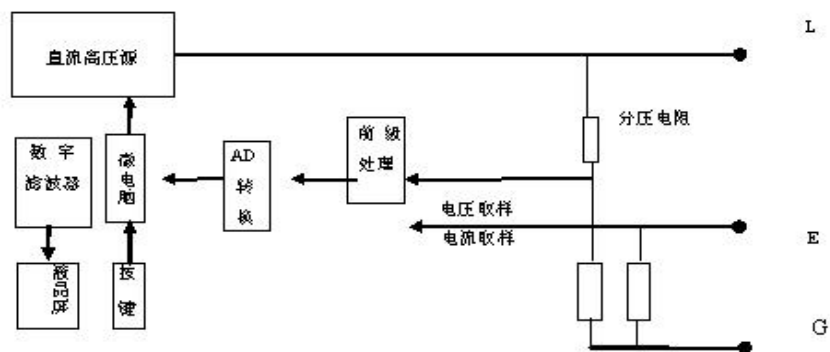 直流高压源
L
分压电阻
数字
滤波器
微电脑
AD
转
换
前级
处理
电压取样
电流取样
E
液晶屏
按
键
G